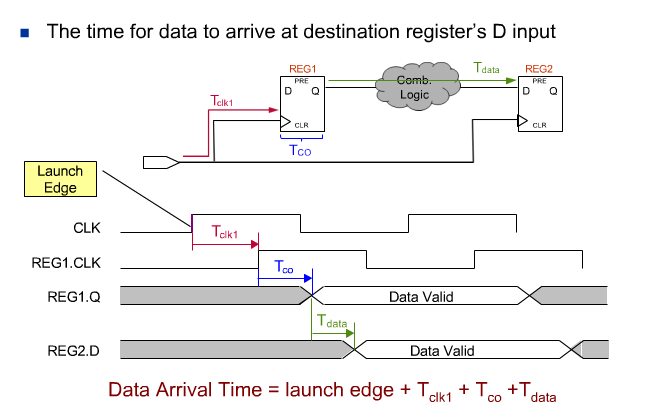 The time for data to arrive at destination register's D input
REG1
REG2
Tdata
PRE
D Q
CLR
Comb.
Logic
PRE
D Q
CLR
Tclk1
TCO
Launch
Edge
CLK
Tclk1
REG1.CLK
Tco
REG1.Q
Data Valid
Tdata
REG2.D
Data Valid
Data Arrival Time = launch edge + Tclk1 + Tco +Tdata